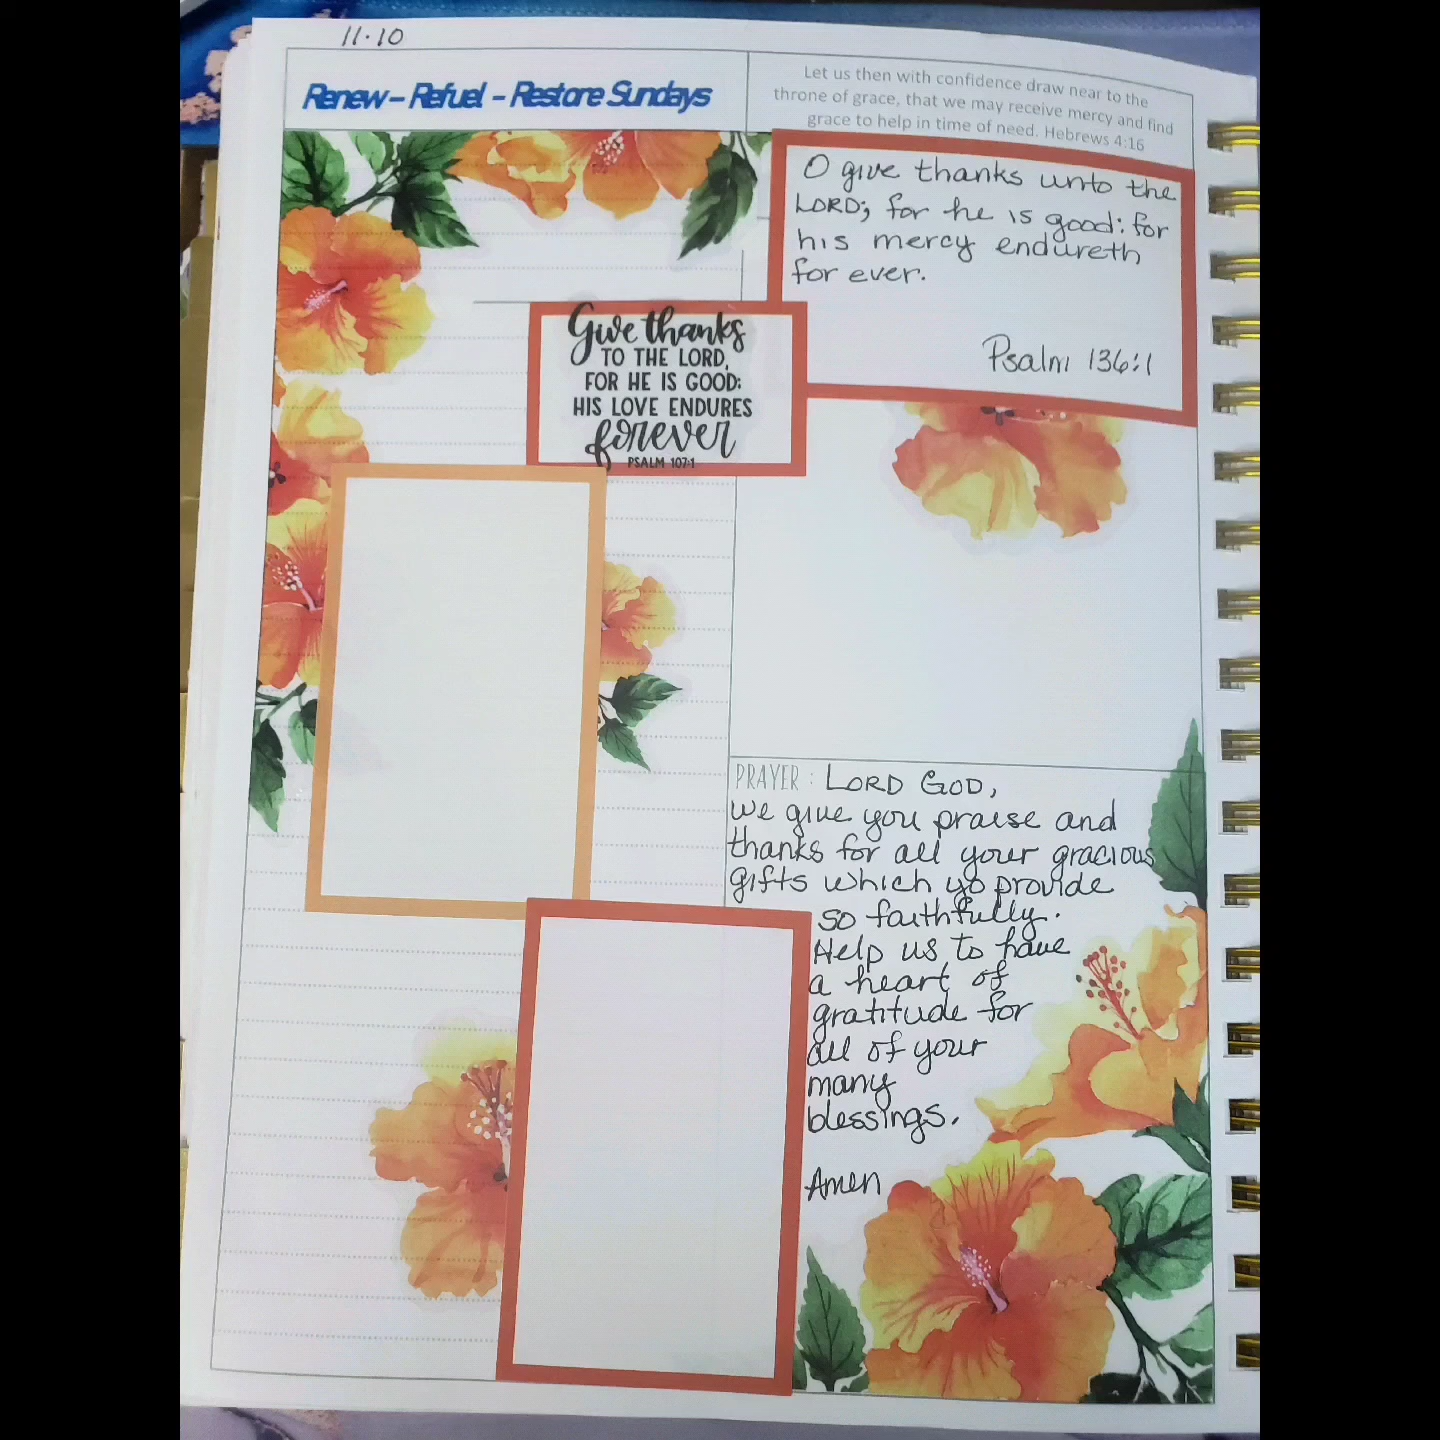 11.10
Renew - Refuel - Restore Sundays
Let us then with confidence draw near to the
throne of grace, that we may receive mercy and find
grace to help in time of need. Hebrews 4:16
O give thanks unto the
LORD; for he is good: for
his mercy endureth
for ever.
Psalm 136:1
Give thanks
TO THE LORD,
FOR HE IS GOOD:
HIS LOVE ENDURES
forever
PSALM 107:1
PRAYER : LORD GOD,
we give you praise and
thanks for all your gracious
gifts which yo provide
so faithfully.
Help us to have
a heart of
gratitude for
all of your
many
blessings.
Amen